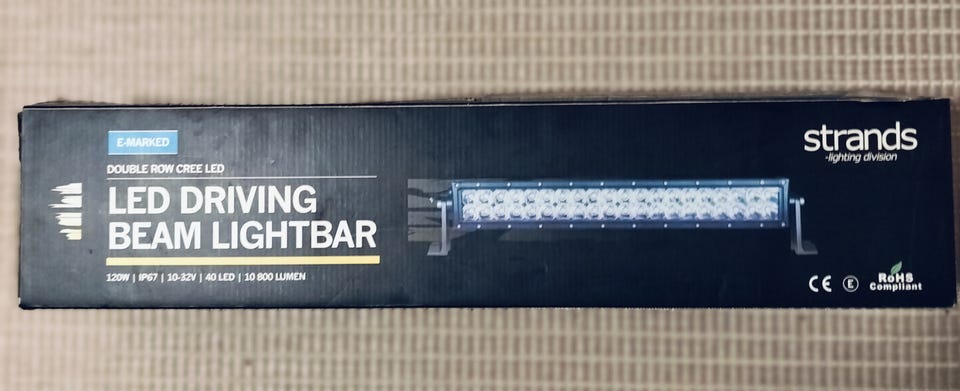 E-MARKED
DOUBLE ROW CREE LED
LED DRIVING
BEAM LIGHTBAR
120W | IP67 | 10-32V | 40 LED | 10 800 LUMEN
strands
-lighting division
CE E RoHS
Compliant